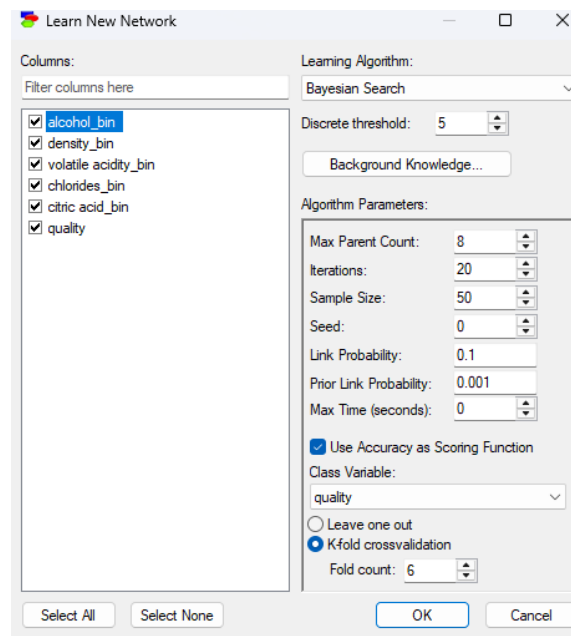 Learn New Network
Columns:
Filter columns here
alcohol_bin
density_bin
volatile acidity_bin
chlorides_bin
citric acid_bin
quality
Select All
Select None
Learning Algorithm:
Bayesian Search
Discrete threshold: 5
Background Knowledge...
Algorithm Parameters:
Max Parent Count: 8
Iterations: 20
Sample Size: 50
Seed: 0
Link Probability: 0.1
Prior Link Probability: 0.001
Max Time (seconds): 0
Use Accuracy as Scoring Function
Class Variable:
quality
Leave one out
K-fold crossvalidation
Fold count: 6
OK
Cancel